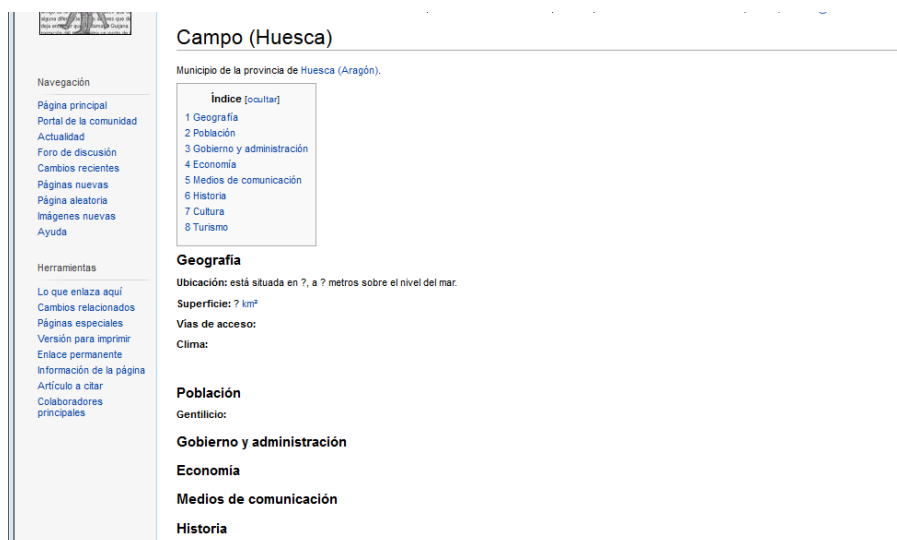 Campo (Huesca)
Municipio de la provincia de Huesca (Aragón).
Índice [ocultar]
1 Geografía
2 Población
3 Gobierno y administración
4 Economía
5 Medios de comunicación
6 Historia
7 Cultura
8 Turismo
Geografía
Ubicación: está situada en ?, a ? metros sobre el nivel del mar.
Superficie: ? km²
Vías de acceso:
Clima:
Población
Gentilicio:
Gobierno y administración
Economía
Medios de comunicación
Historia
Navegación
Página principal
Portal de la comunidad
Actualidad
Foro de discusión
Cambios recientes
Páginas nuevas
Página aleatoria
Imágenes nuevas
Ayuda
Herramientas
Lo que enlaza aquí
Cambios relacionados
Páginas especiales
Versión para imprimir
Enlace permanente
Información de la página
Artículo a citar
Colaboradores
principales